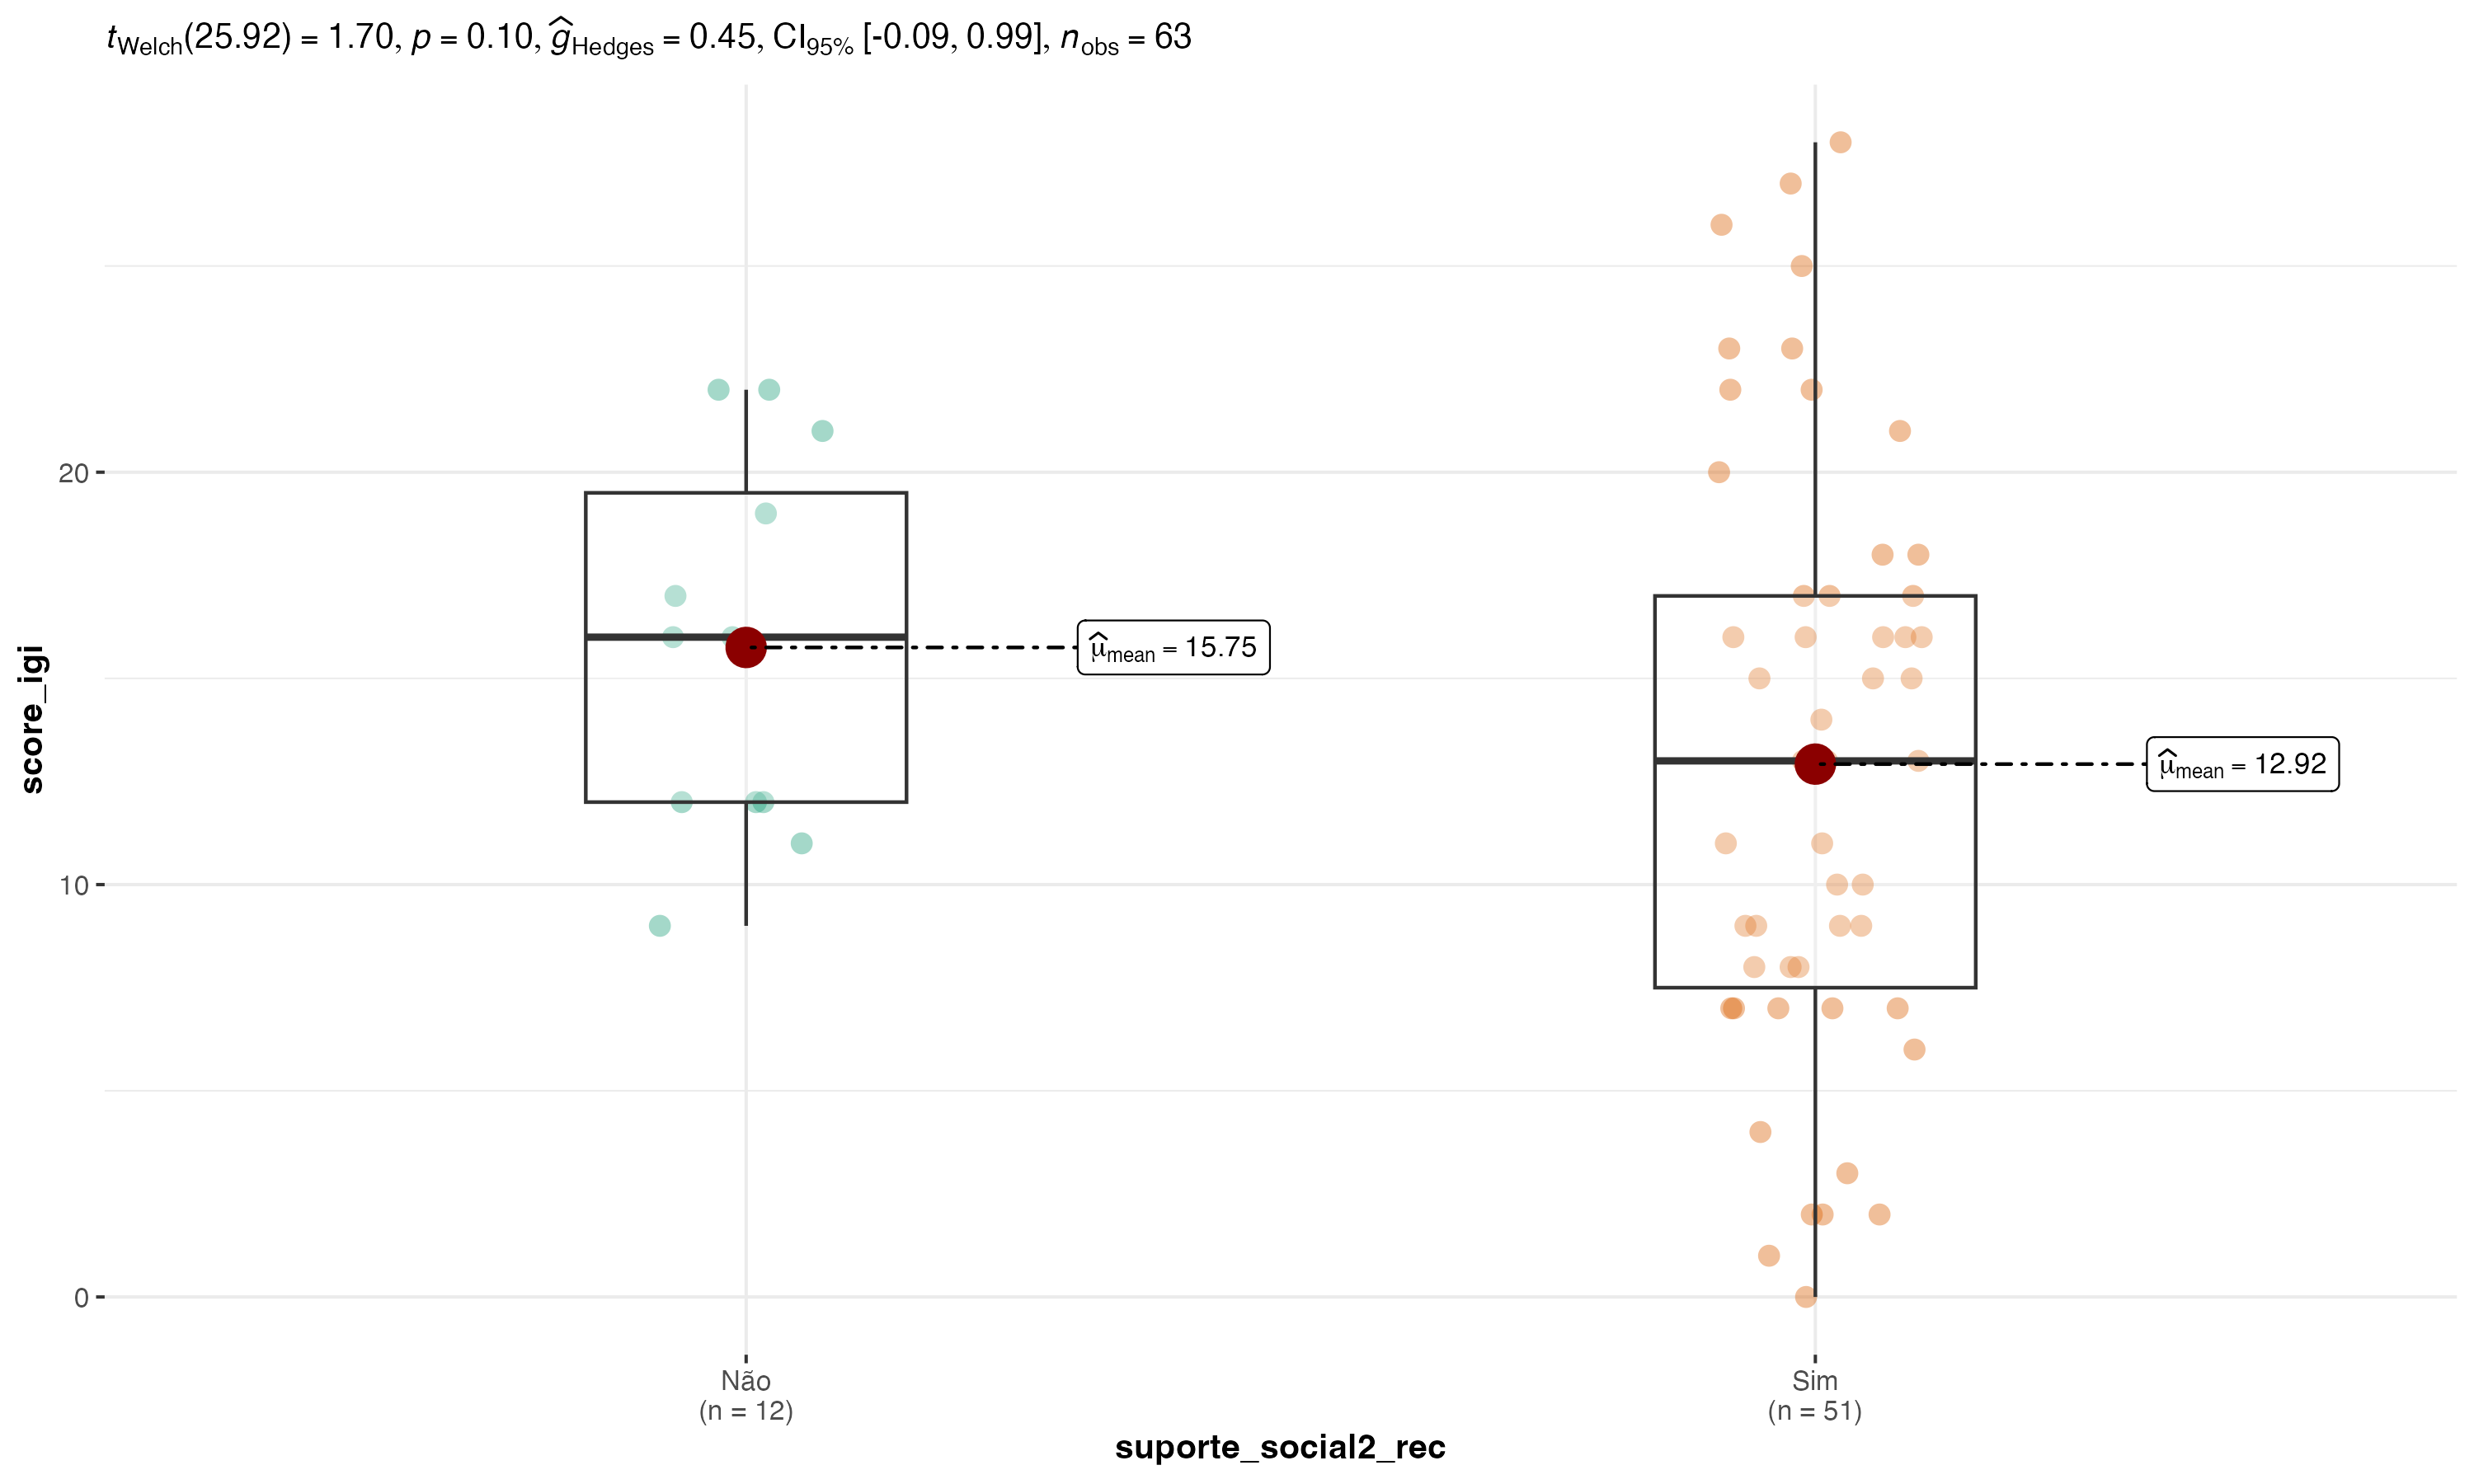 tWelch(25.92) = 1.70, p = 0.10, ĝHedges = 0.45, CI95% [-0.09, 0.99], nobs = 63
score_igi
20
10
0
μ̂mean = 15.75
μ̂mean = 12.92
Não
(n = 12)
Sim
(n = 51)
suporte_social2_rec